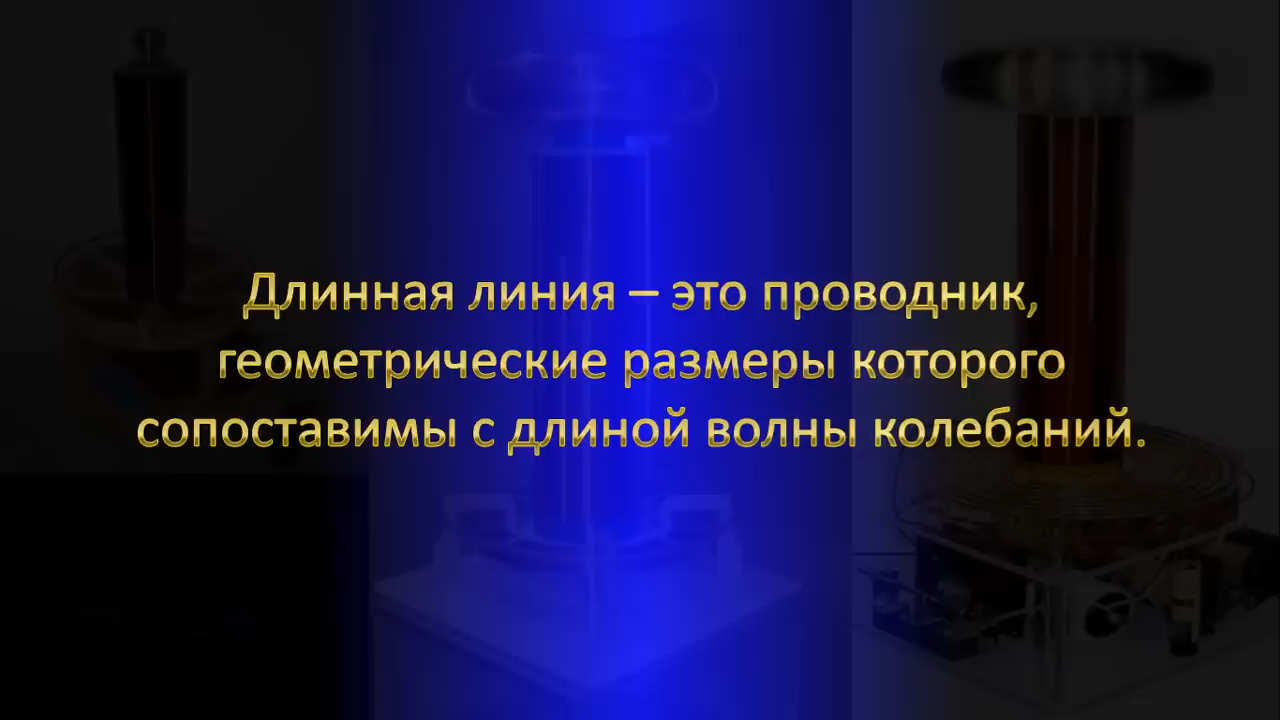 Длинная линия – это проводник,
геометрические размеры которого
сопоставимы с длиной волны колебаний.